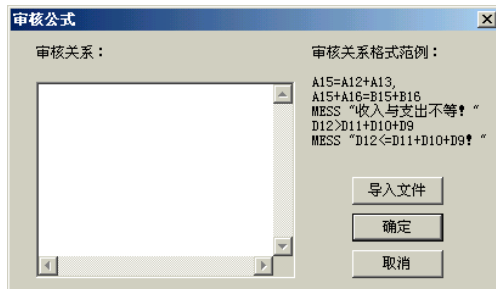 审核公式
审核关系：
审核关系格式范例：
A15=A12+A13,
A15+A16=B15+B16
MESS "收入与支出不等！"
D12>D11+D10+D9
MESS "D12<=D11+D10+D9！"
导入文件
确定
取消